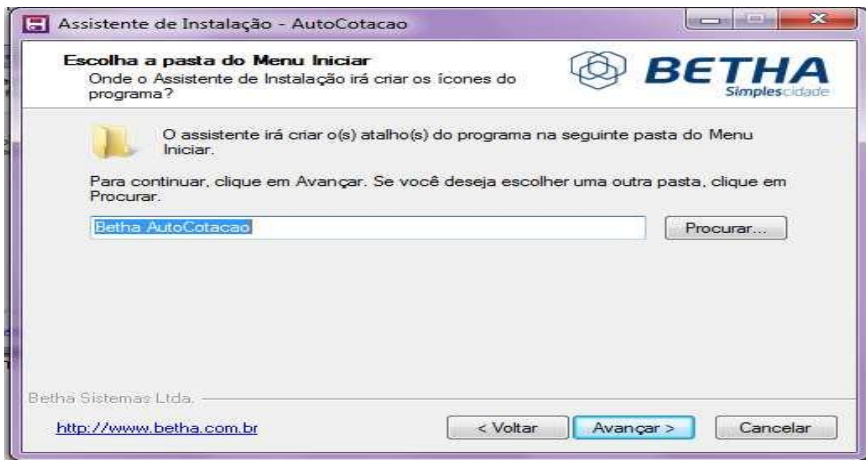 Assistente de Instalação - AutoCotacao
Escolha a pasta do Menu Iniciar
Onde o Assistente de Instalação irá criar os ícones do
programa?
BETHA
Simplescidade
O assistente irá criar o(s) atalho(s) do programa na seguinte pasta do Menu
Iniciar.
Para continuar, clique em Avançar. Se você deseja escolher uma outra pasta, clique em
Procurar.
Betha AutoCotacao
Procurar...
Betha Sistemas Ltda.
http://www.betha.com.br
< Voltar
Avançar >
Cancelar